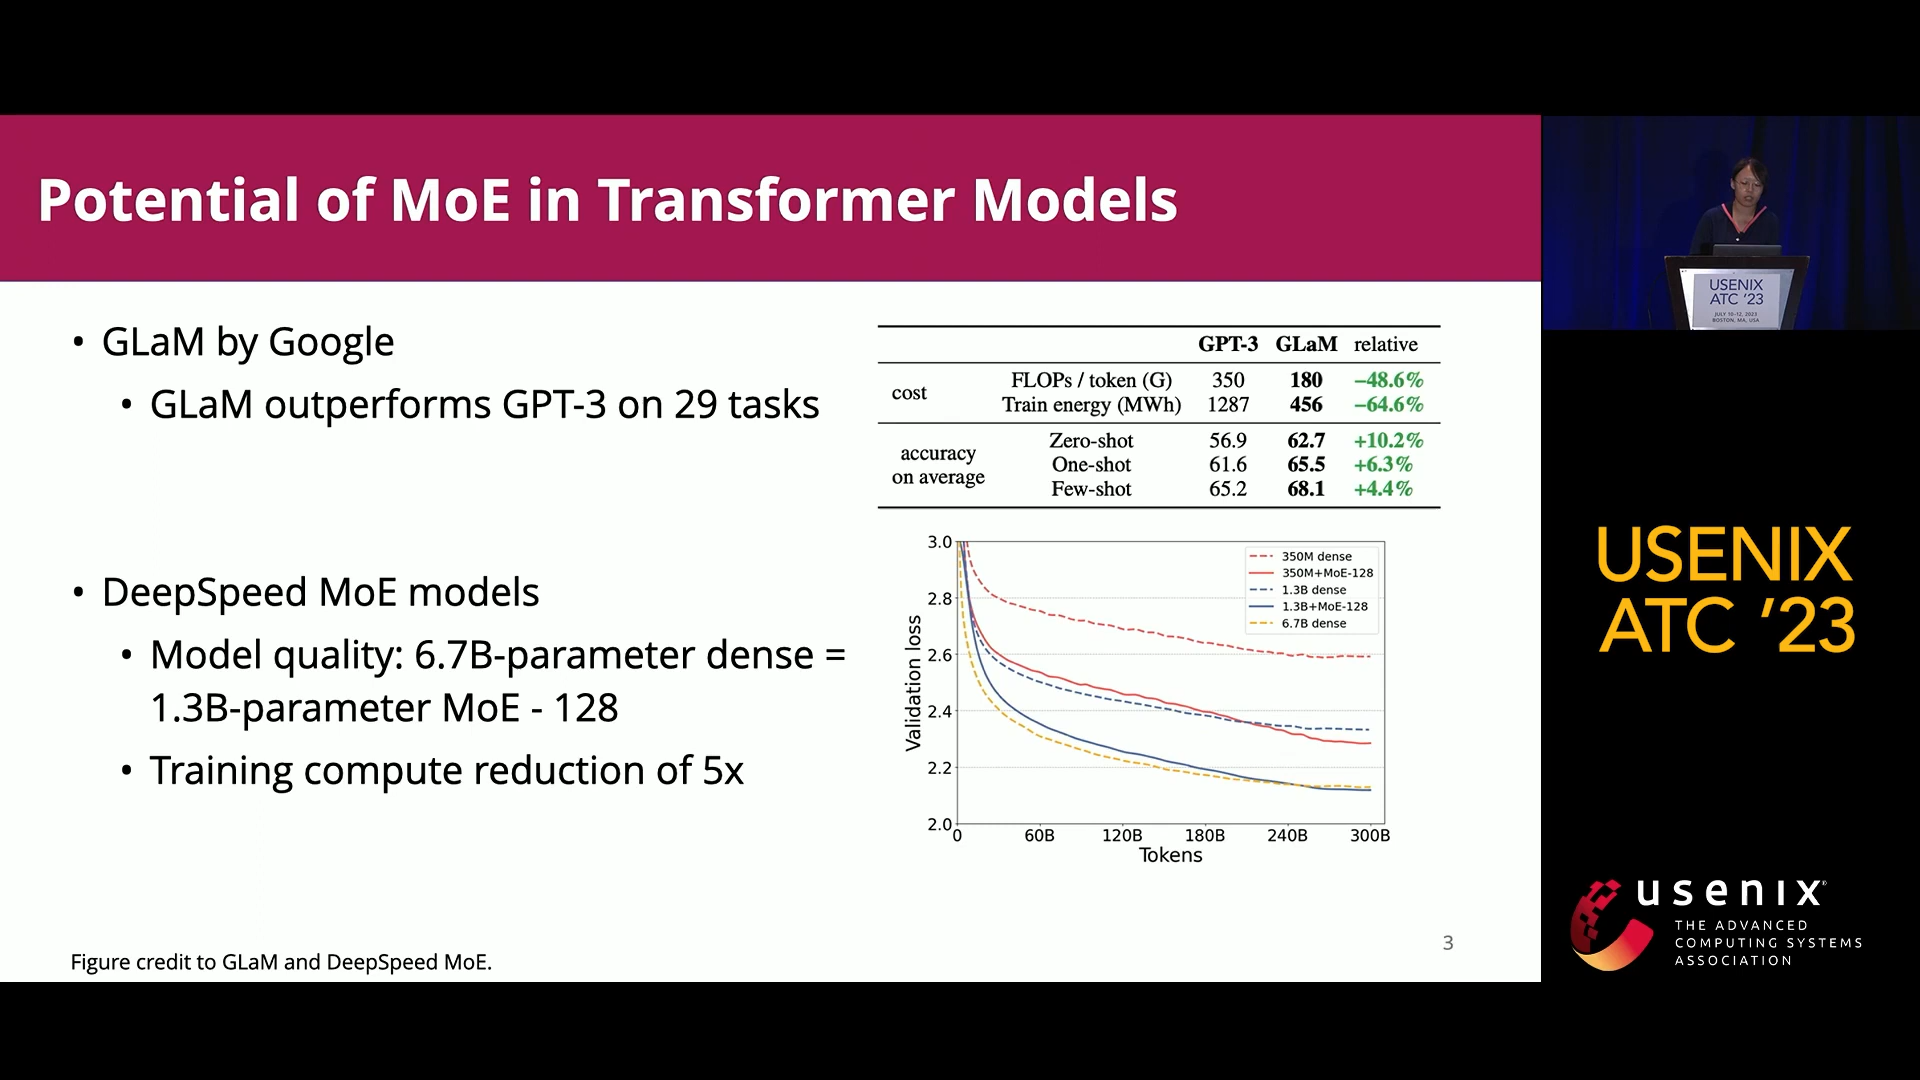 Potential of MoE in Transformer Models
• GLaM by Google
• GLaM outperforms GPT-3 on 29 tasks
• DeepSpeed MoE models
• Model quality: 6.7B-parameter dense =
1.3B-parameter MoE - 128
• Training compute reduction of 5x
Figure credit to GLaM and DeepSpeed MoE.
GPT-3 GLaM relative
cost
FLOPs / token (G) 350 180 −48.6%
Train energy (MWh) 1287 456 −64.6%
accuracy
on average
Zero-shot 56.9 62.7 +10.2%
One-shot 61.6 65.5 +6.3%
Few-shot 65.2 68.1 +4.4%
Validation loss
3.0
2.8
2.6
2.4
2.2
2.0
350M dense
350M+MoE-128
1.3B dense
1.3B+MoE-128
6.7B dense
0 60B 120B 180B 240B 300B
Tokens
3
USENIX
ATC '23
JULY 10–12, 2023
BOSTON, MA, USA
USENIX
ATC '23
usenix®
THE ADVANCED
COMPUTING SYSTEMS
ASSOCIATION